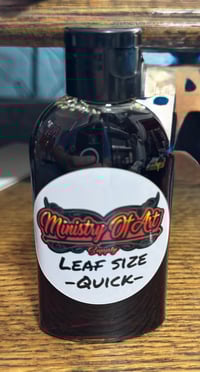 Ministry Of Art
LEAF SIZE
-QUICK-